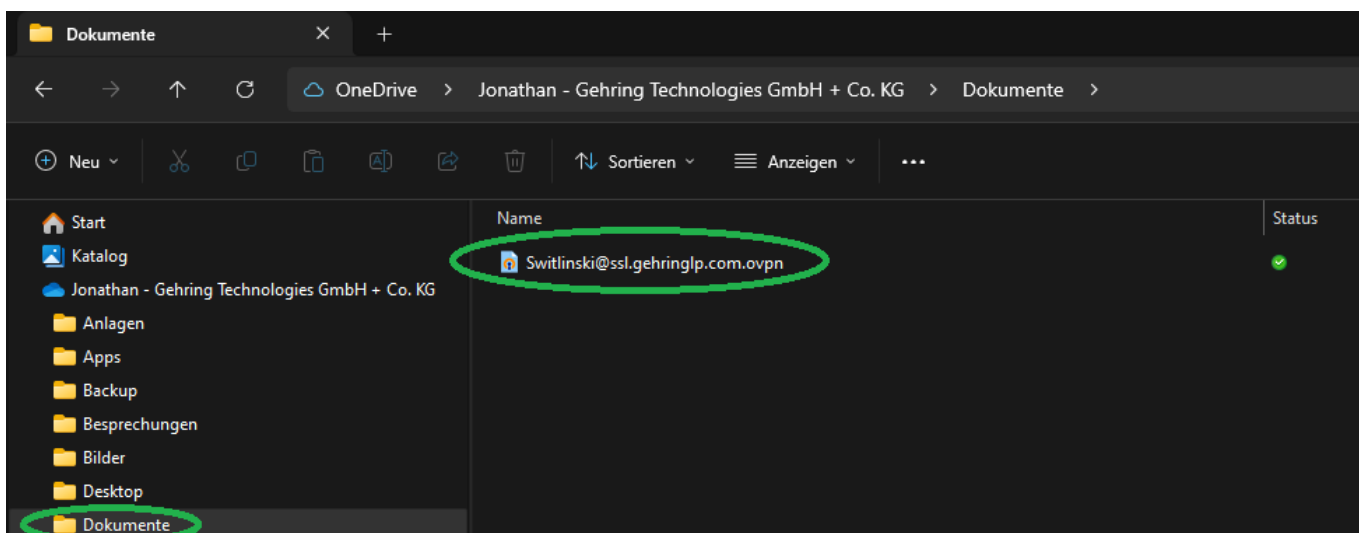 Dokumente
OneDrive > Jonathan - Gehring Technologies GmbH + Co. KG > Dokumente >
Neu Sortieren Anzeigen
Name Status
Start
Switlinski@ssl.gehringlp.com.ovpn
Katalog
Jonathan - Gehring Technologies GmbH + Co. KG
Anlagen
Apps
Backup
Besprechungen
Bilder
Desktop
Dokumente